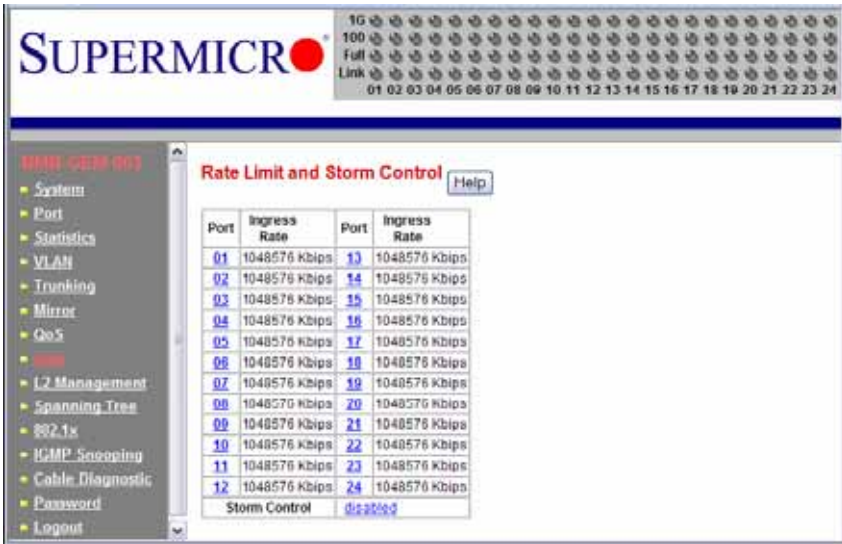 SUPERMICRO
1G
100
Full
Link
01 02 03 04 05 06 07 08 09 10 11 12 13 14 15 16 17 18 19 20 21 22 23 24
System
Port
Statistics
VLAN
Trunking
Mirror
QoS
L2 Management
Spanning Tree
802.1x
IGMP Snooping
Cable Diagnostic
Password
Logout
Rate Limit and Storm Control Help
Port Ingress Rate Port Ingress Rate
01 1048576 Kbips 13 1048576 Kbips
02 1048576 Kbips 14 1048576 Kbips
03 1048576 Kbips 15 1048576 Kbips
04 1048576 Kbips 16 1048576 Kbips
05 1048576 Kbips 17 1048576 Kbips
06 1048576 Kbips 18 1048576 Kbips
07 1048576 Kbips 19 1048576 Kbips
08 1048576 Kbips 20 1048576 Kbips
09 1048576 Kbips 21 1048576 Kbips
10 1048576 Kbips 22 1048576 Kbips
11 1048576 Kbips 23 1048576 Kbips
12 1048576 Kbips 24 1048576 Kbips
Storm Control disabled